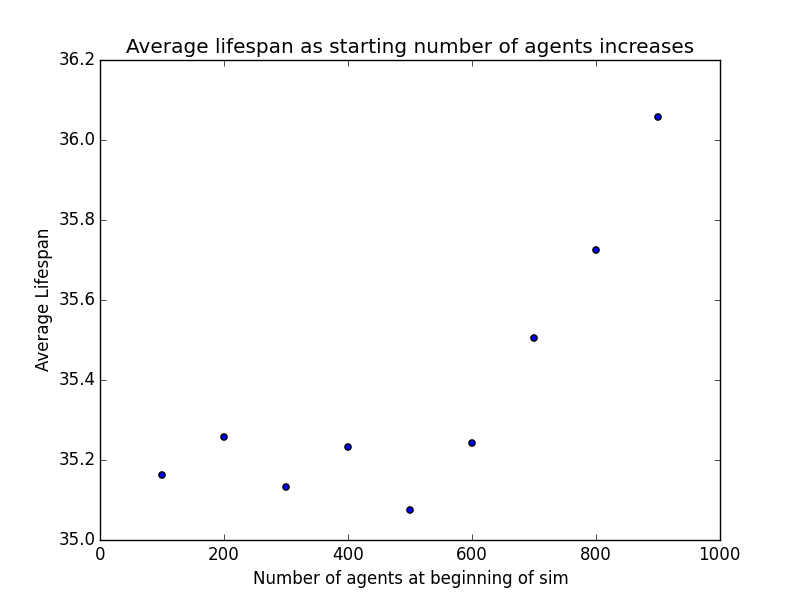 Average lifespan as starting number of agents increases
36.2
36.0
35.8
35.6
35.4
35.2
35.0
Average Lifespan
0 200 400 600 800 1000
Number of agents at beginning of sim